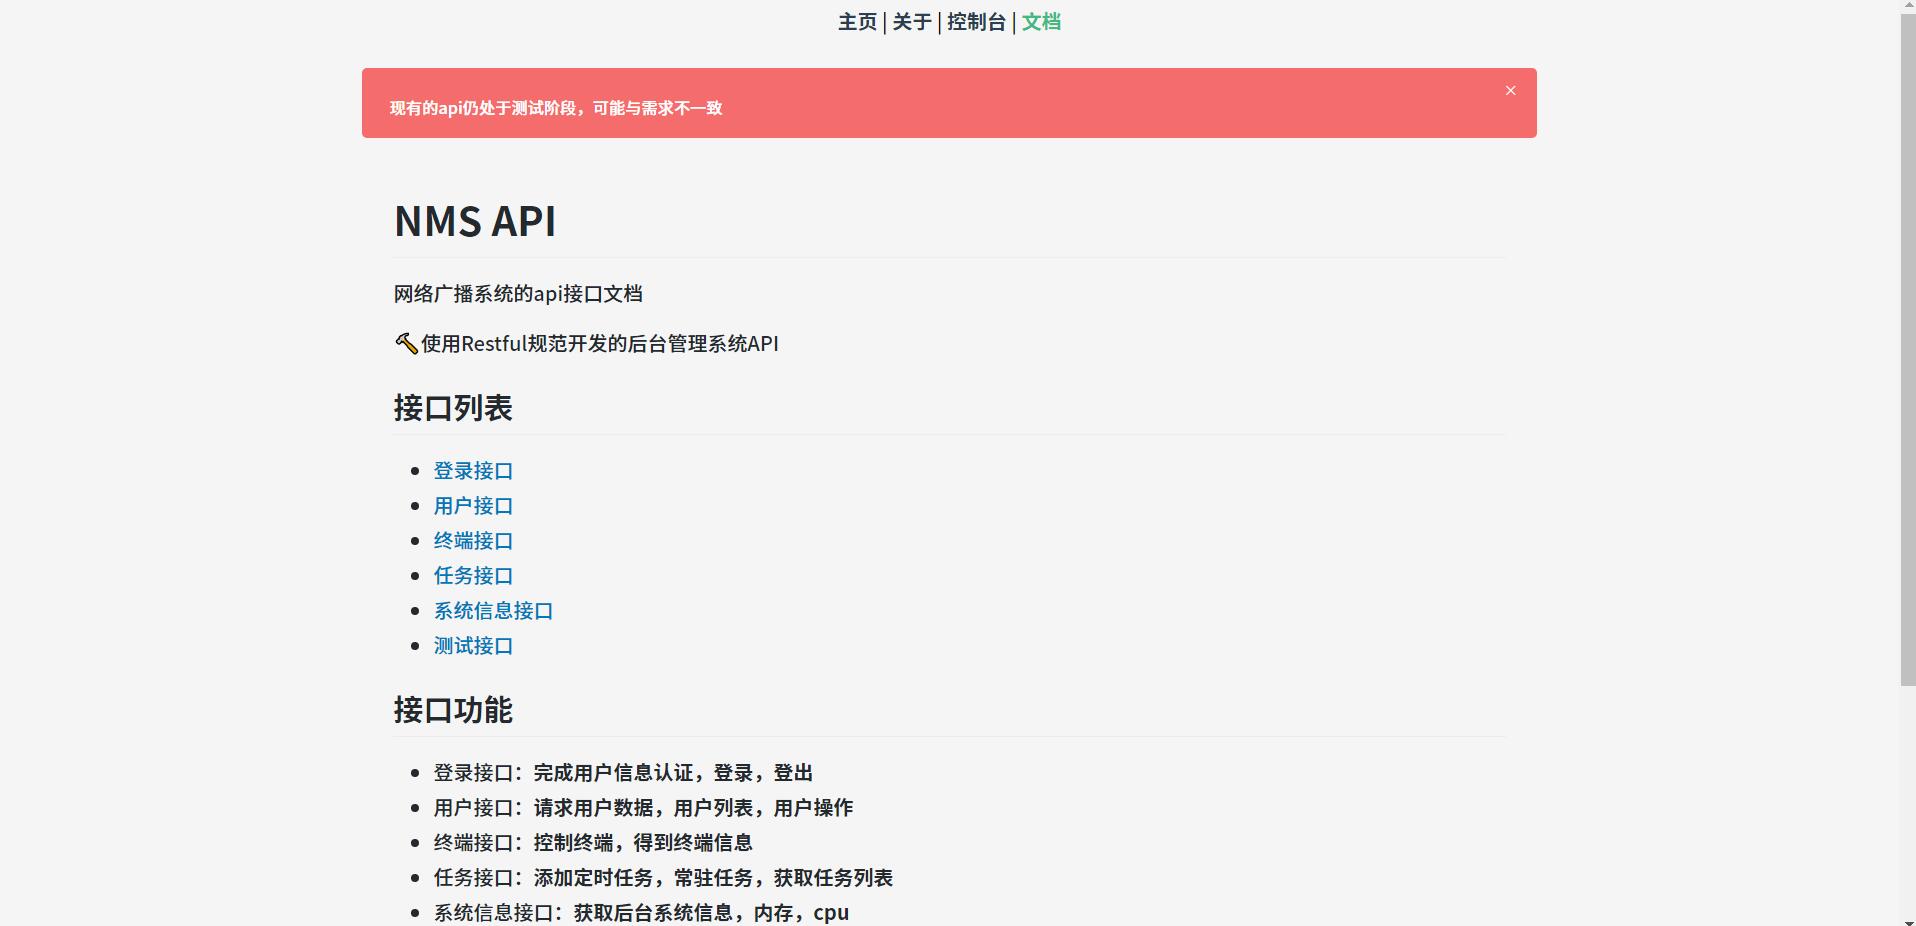 主页 | 关于 | 控制台 | 文档
现有的api仍处于测试阶段，可能与需求不一致
NMS API
网络广播系统的api接口文档
🔨使用Restful规范开发的后台管理系统API
接口列表
登录接口
用户接口
终端接口
任务接口
系统信息接口
测试接口
接口功能
登录接口：完成用户信息认证，登录，登出
用户接口：请求用户数据，用户列表，用户操作
终端接口：控制终端，得到终端信息
任务接口：添加定时任务，常驻任务，获取任务列表
系统信息接口：获取后台系统信息，内存，cpu